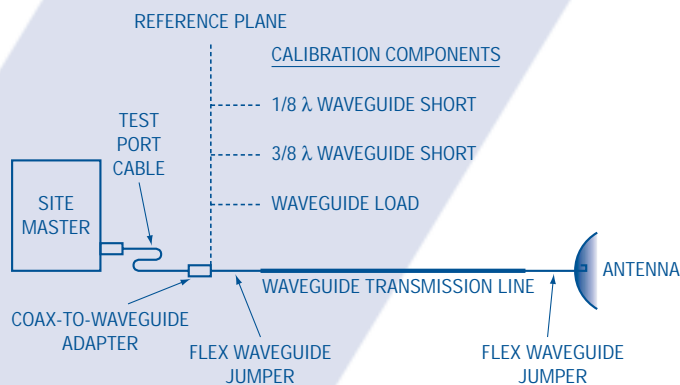 REFERENCE PLANE
CALIBRATION COMPONENTS
1/8 λ WAVEGUIDE SHORT
TEST
PORT
CABLE
3/8 λ WAVEGUIDE SHORT
SITE
MASTER
WAVEGUIDE LOAD
ANTENNA
WAVEGUIDE TRANSMISSION LINE
COAX-TO-WAVEGUIDE
ADAPTER
FLEX WAVEGUIDE
JUMPER
FLEX WAVEGUIDE
JUMPER